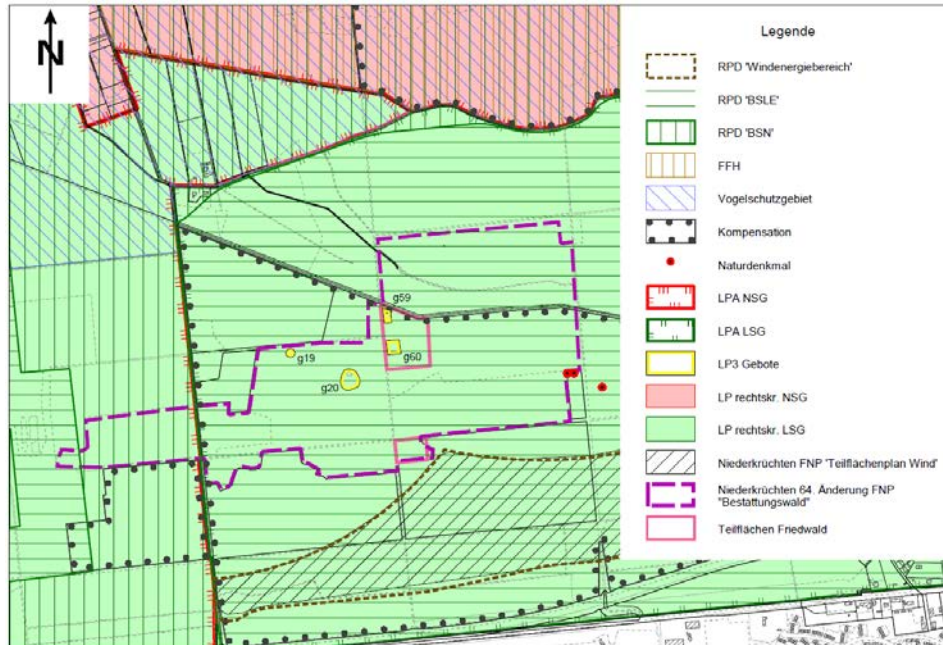 N
Legende
RPD 'Windenergiebereich'
RPD 'BSLE'
RPD 'BSN'
FFH
Vogelschutzgebiet
Kompensation
Naturdenkmal
LPA NSG
LPA LSG
LP3 Gebote
LP rechtskr. NSG
LP rechtskr. LSG
Niederkrüchten FNP 'Teilflächenplan Wind'
Niederkrüchten 64. Änderung FNP
"Bestattungswald"
Teilflächen Friedwald
P
g59
g19
g60
g20